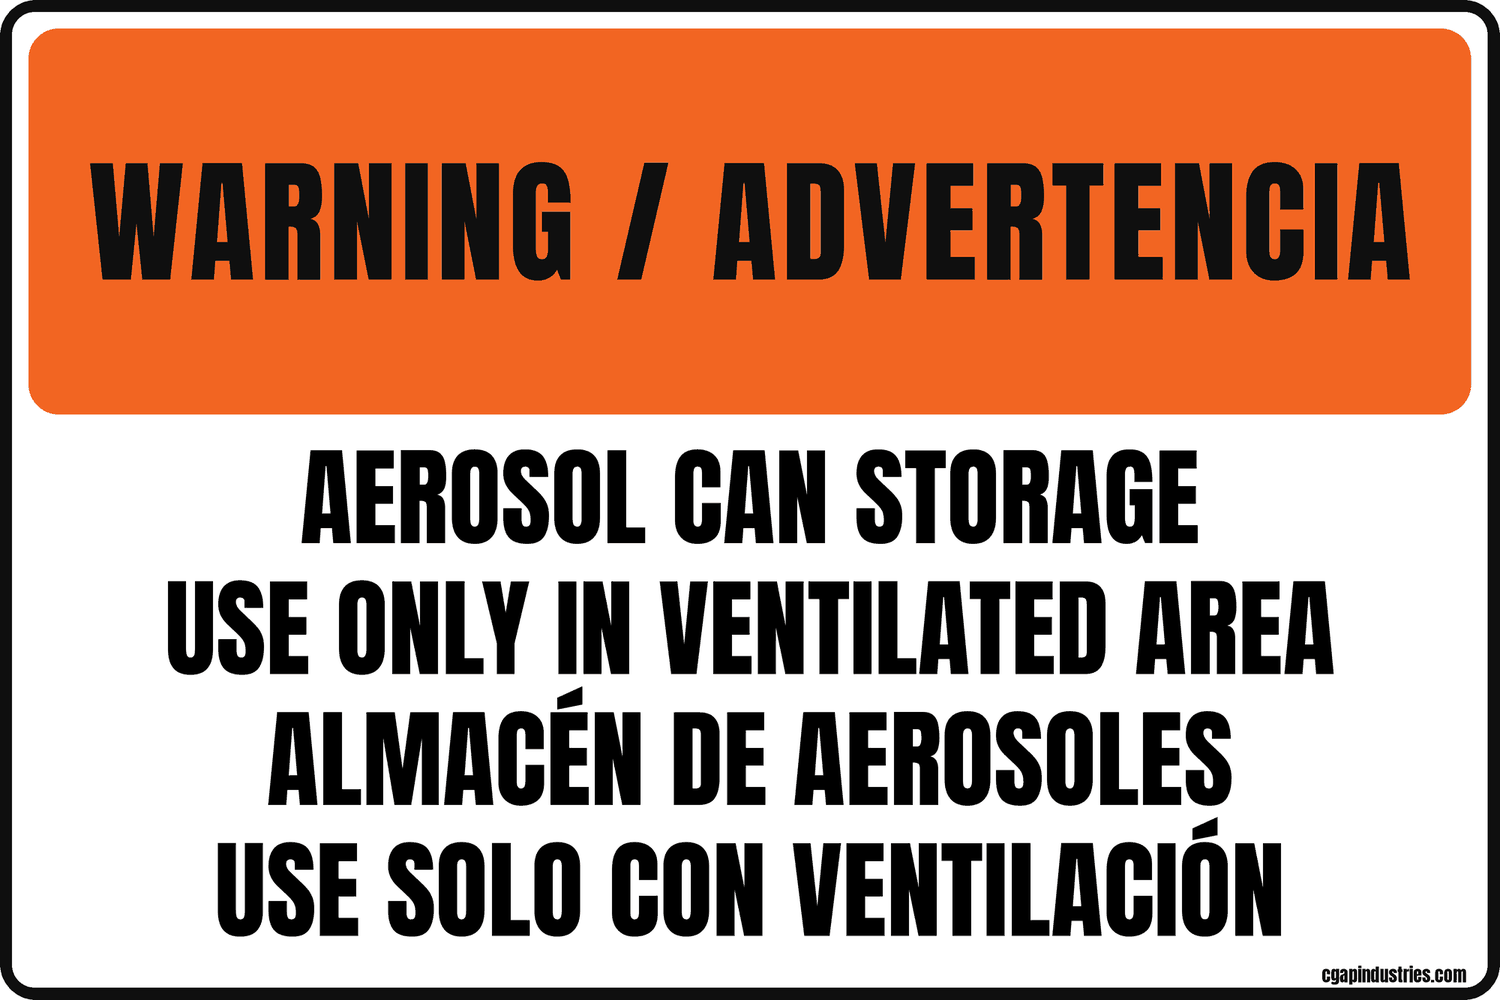 WARNING / ADVERTENCIA
AEROSOL CAN STORAGE
USE ONLY IN VENTILATED AREA
ALMACÉN DE AEROSOLES
USE SOLO CON VENTILACIÓN
cgapindustries.com